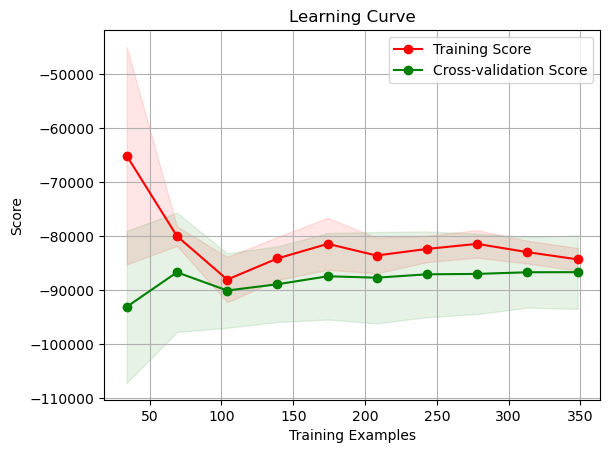 Learning Curve
Training Score
Cross-validation Score
Score
−50000
−60000
−70000
−80000
−90000
−100000
−110000
50 100 150 200 250 300 350
Training Examples